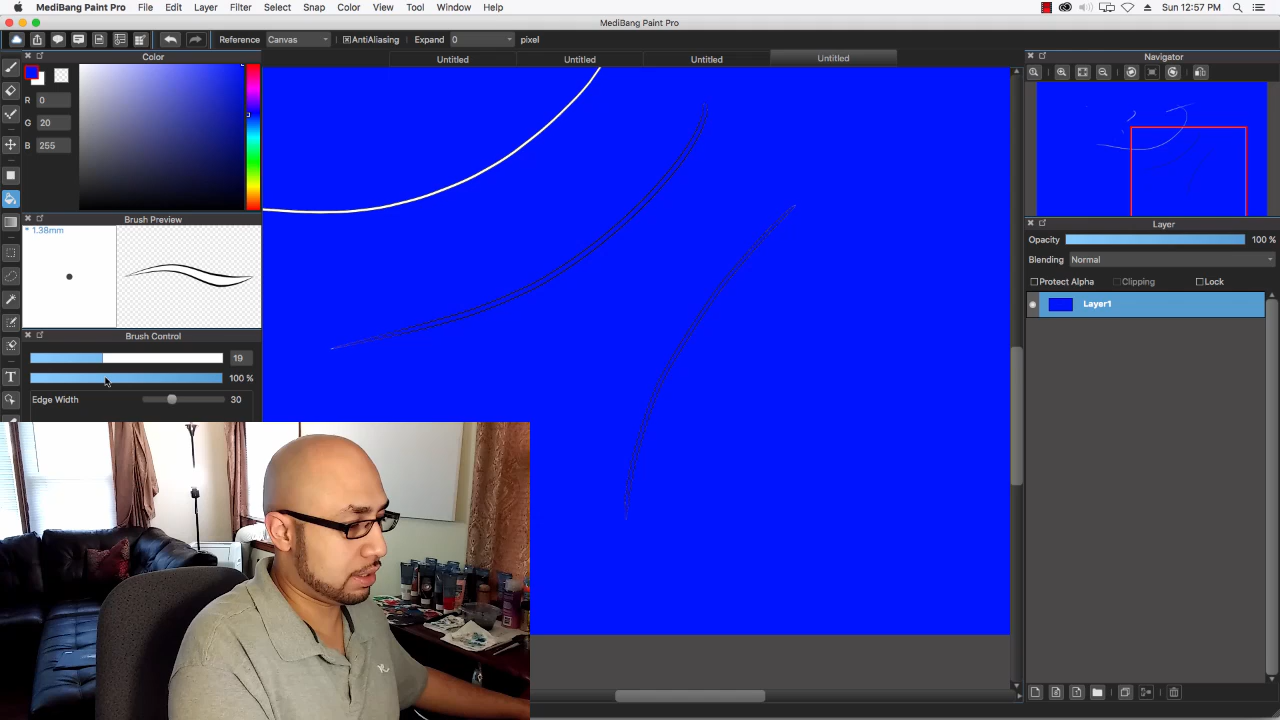 MediBang Paint Pro File Edit Layer Filter Select Snap Color View Tool Window Help Sun 12:57 PM
MediBang Paint Pro
Reference Canvas AntiAliasing Expand 0 pixel
Color Untitled Untitled Untitled Untitled Navigator
R 0
G 20
B 255
Brush Preview
* 1.38mm
Layer
Opacity 100 %
Blending Normal
Protect Alpha Clipping Lock
Layer1
Brush Control
19
100 %
Edge Width 30